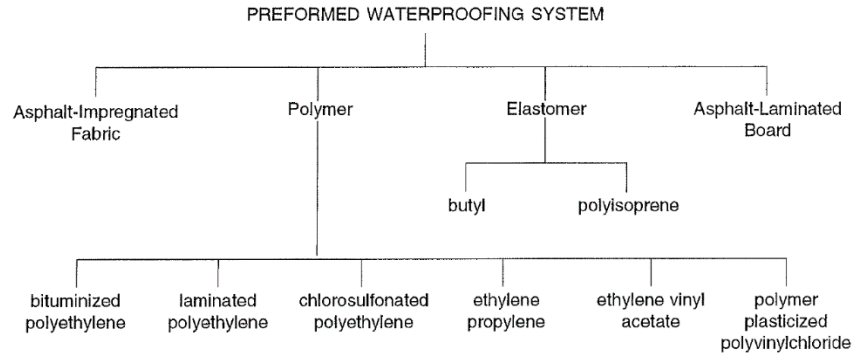 PREFORMED WATERPROOFING SYSTEM
Asphalt-Impregnated
Fabric
Polymer
Elastomer
Asphalt-Laminated
Board
butyl
polyisoprene
bituminized
polyethylene
laminated
polyethylene
chlorosulfonated
polyethylene
ethylene
propylene
ethylene vinyl
acetate
polymer
plasticized
polyvinylchloride